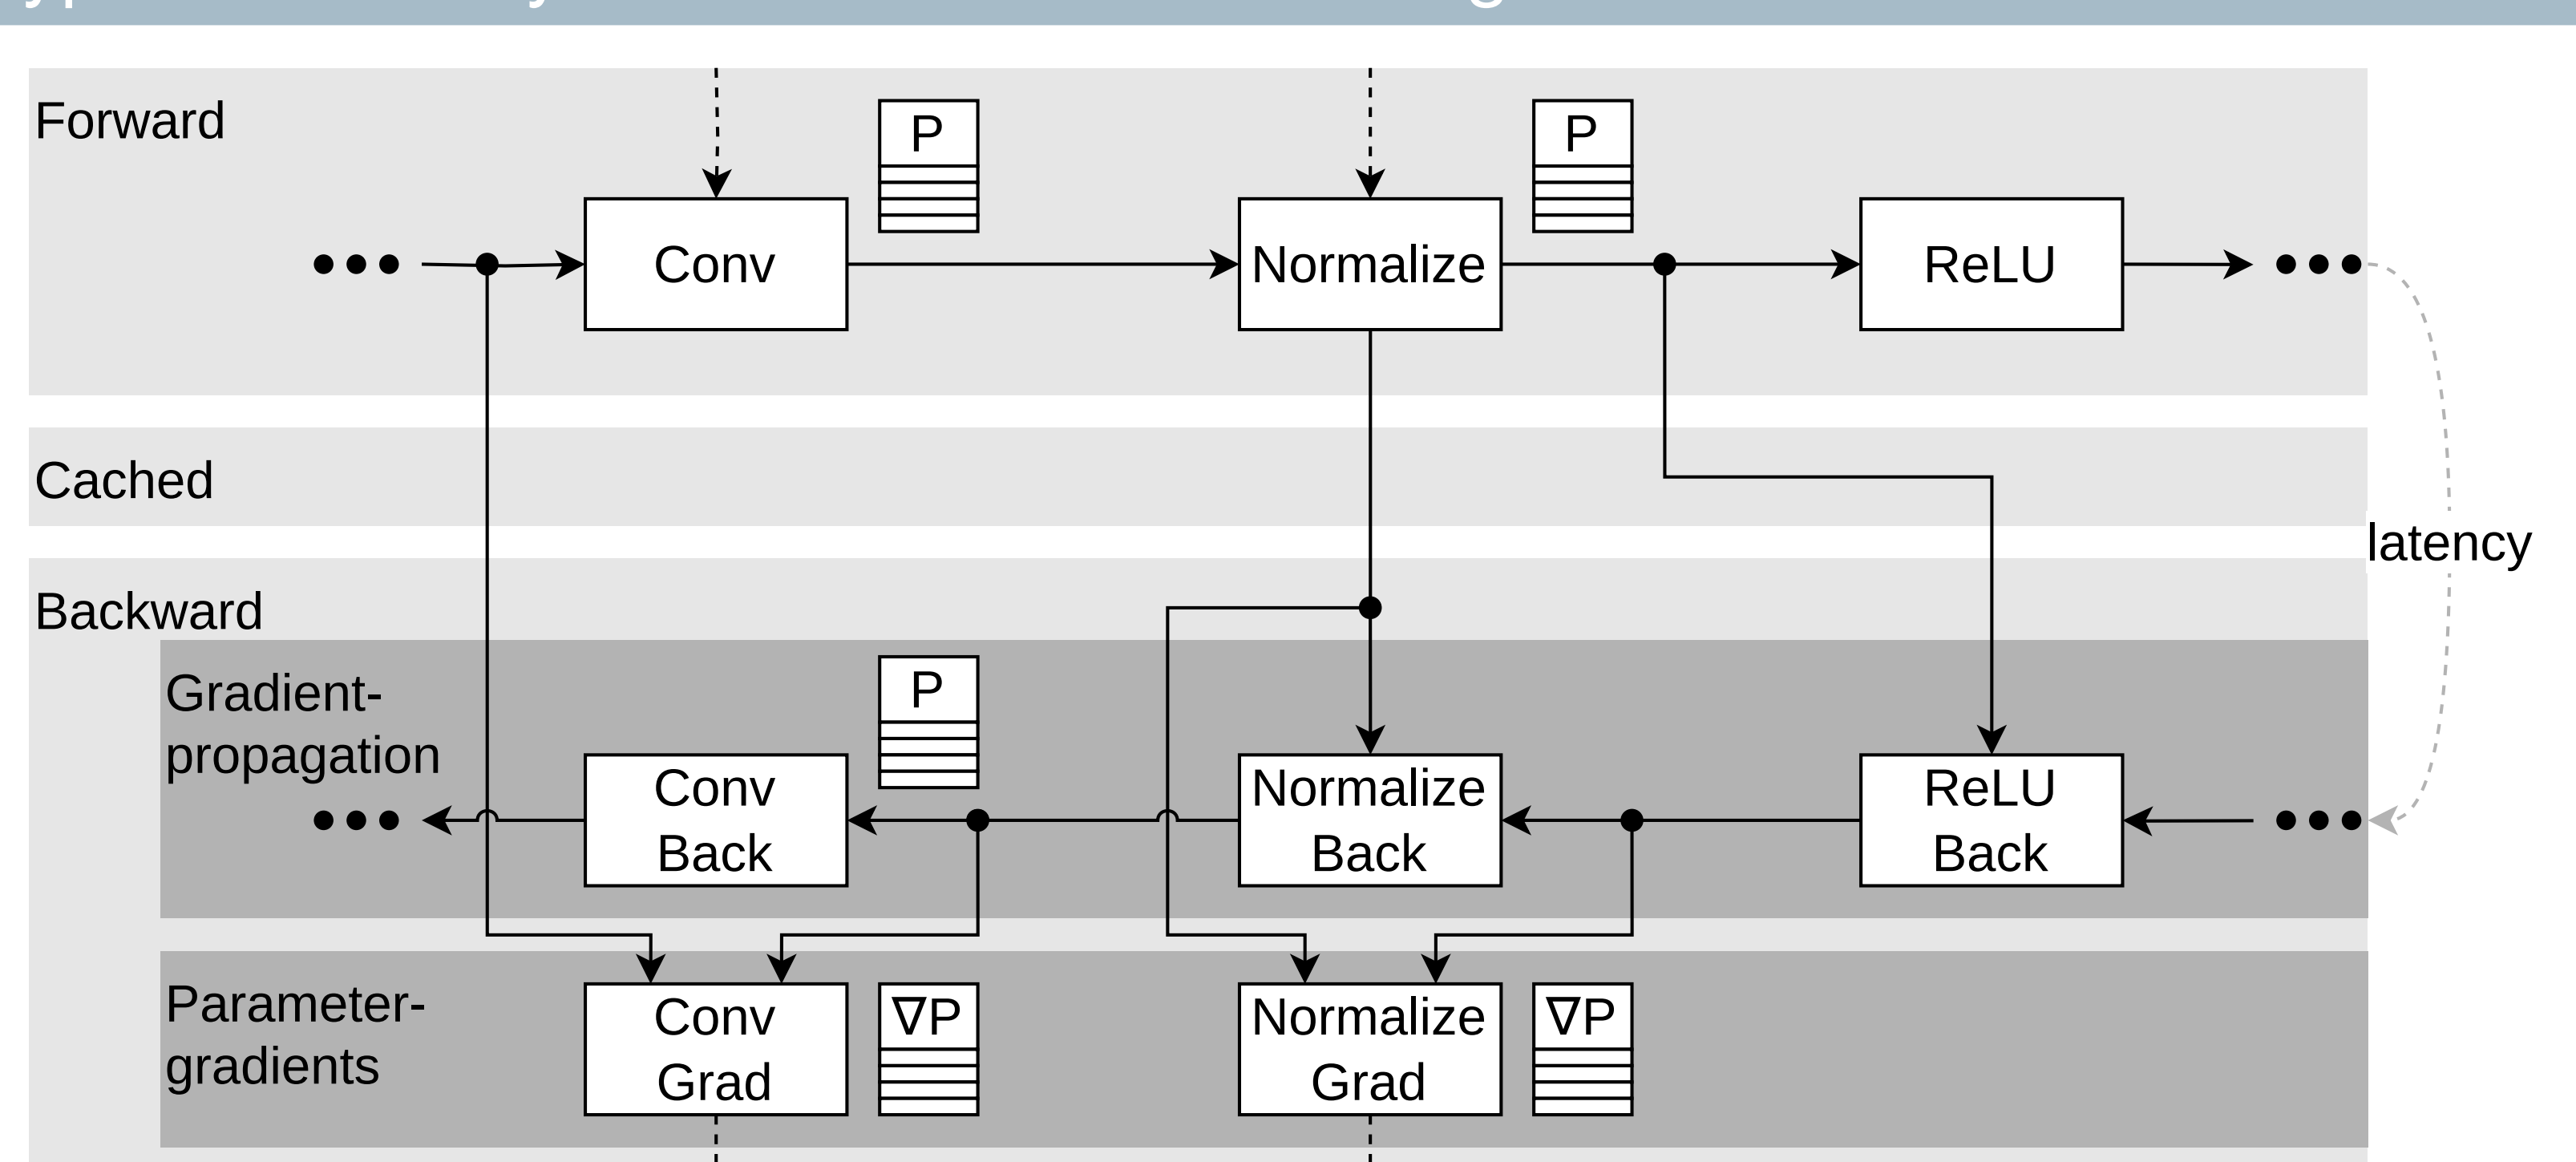 Forward
P
P
Conv
Normalize
ReLU
Cached
latency
Backward
Gradient-
propagation
P
Conv
Back
Normalize
Back
ReLU
Back
Parameter-
gradients
Conv
Grad
∇P
Normalize
Grad
∇P